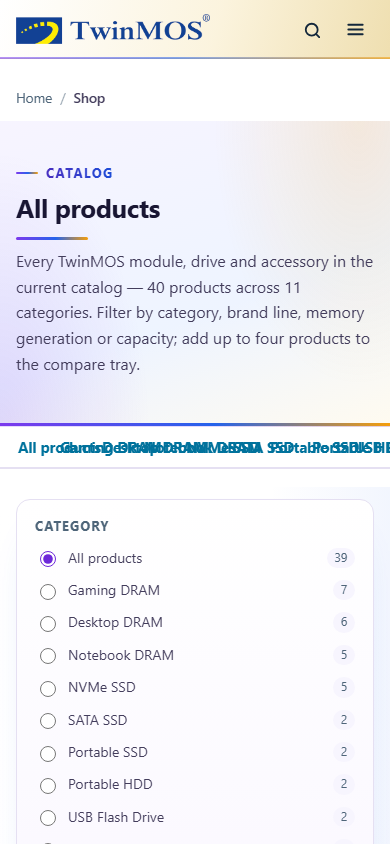 TwinMOS®
Home / Shop
CATALOG
All products
Every TwinMOS module, drive and accessory in the
current catalog — 40 products across 11
categories. Filter by category, brand line, memory
generation or capacity; add up to four products to
the compare tray.
All products
CATEGORY
All products 39
Gaming DRAM 7
Desktop DRAM 6
Notebook DRAM 5
NVMe SSD 5
SATA SSD 2
Portable SSD 2
Portable HDD 2
USB Flash Drive 2